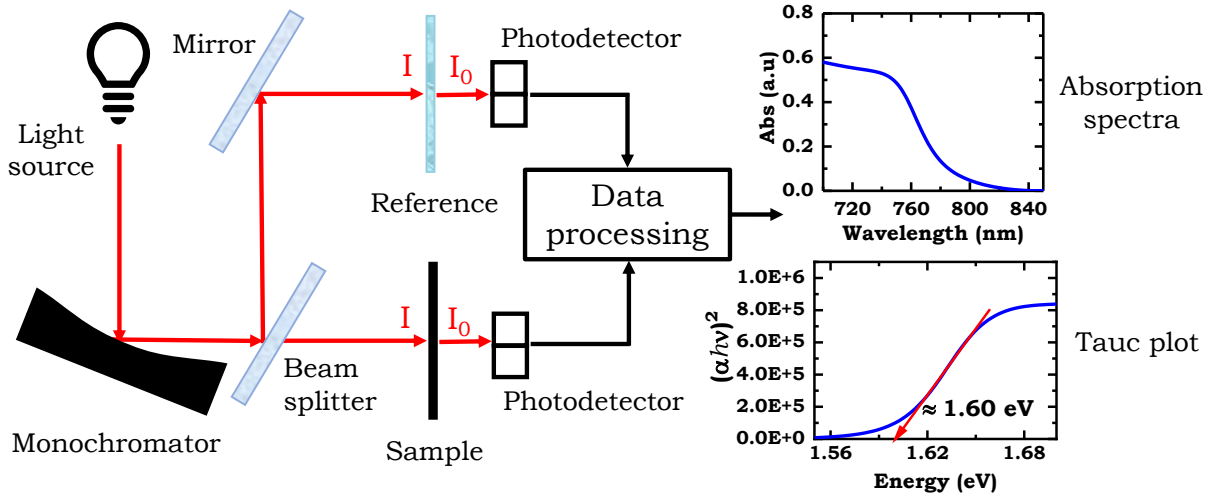 Mirror
Light
source
Monochromator
Beam
splitter
I
I₀
Reference
Photodetector
I
I₀
Sample
Photodetector
Data
processing
0.8
0.6
0.4
0.2
0.0
Abs (a.u)
720 760 800 840
Wavelength (nm)
Absorption
spectra
1.0E+6
8.0E+5
6.0E+5
4.0E+5
2.0E+5
0.0E+0
(αhν)²
≈ 1.60 eV
1.56 1.62 1.68
Energy (eV)
Tauc plot